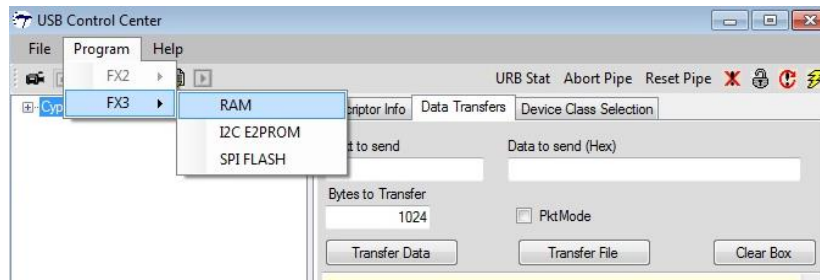 USB Control Center
File Program Help
FX2
URB Stat Abort Pipe Reset Pipe
FX3
RAM
I2C E2PROM
SPI FLASH
Data Transfers Device Class Selection
Info
to send Data to send (Hex)
Bytes to Transfer
1024 PktMode
Transfer Data Transfer File Clear Box